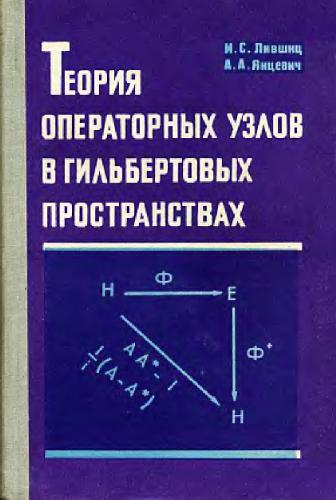 И.С. Лившиц
А.А. Янцевич
Теория
операторных узлов
в гильбертовых
пространствах
H Φ E
AA* - I
1/i (A-A*)
Φ⁺
H